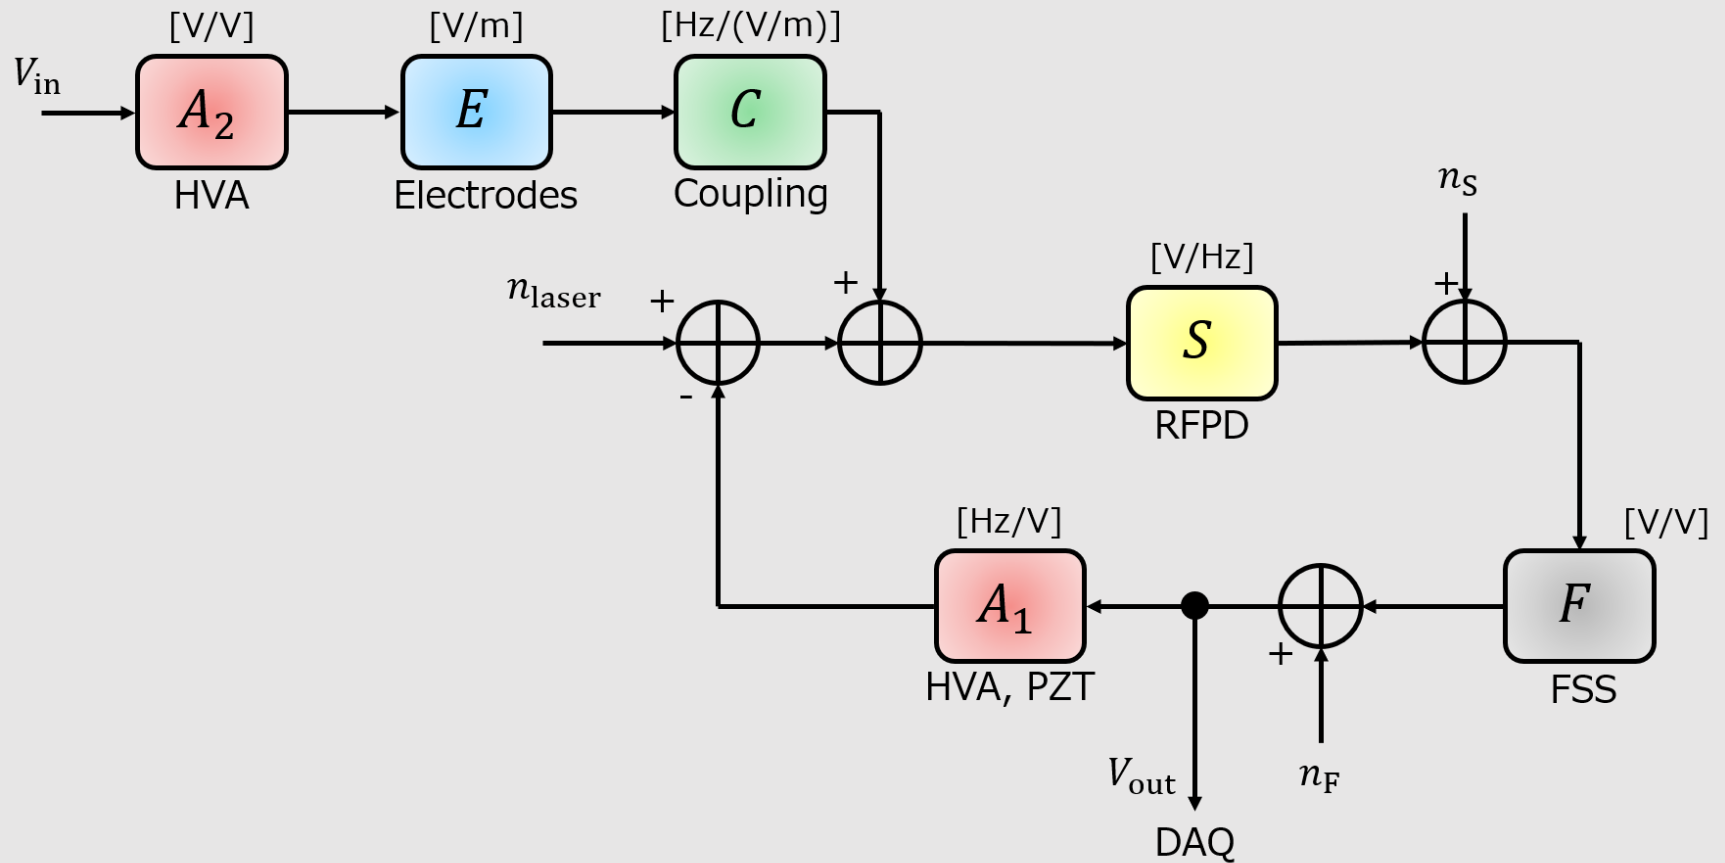 [V/V]
[V/m]
[Hz/(V/m)]
V_in
A_2
E
C
HVA
Electrodes
Coupling
n_S
[V/Hz]
n_laser
+
+
+
S
-
RFPD
[Hz/V]
[V/V]
A_1
F
+
HVA, PZT
FSS
V_out
n_F
DAQ